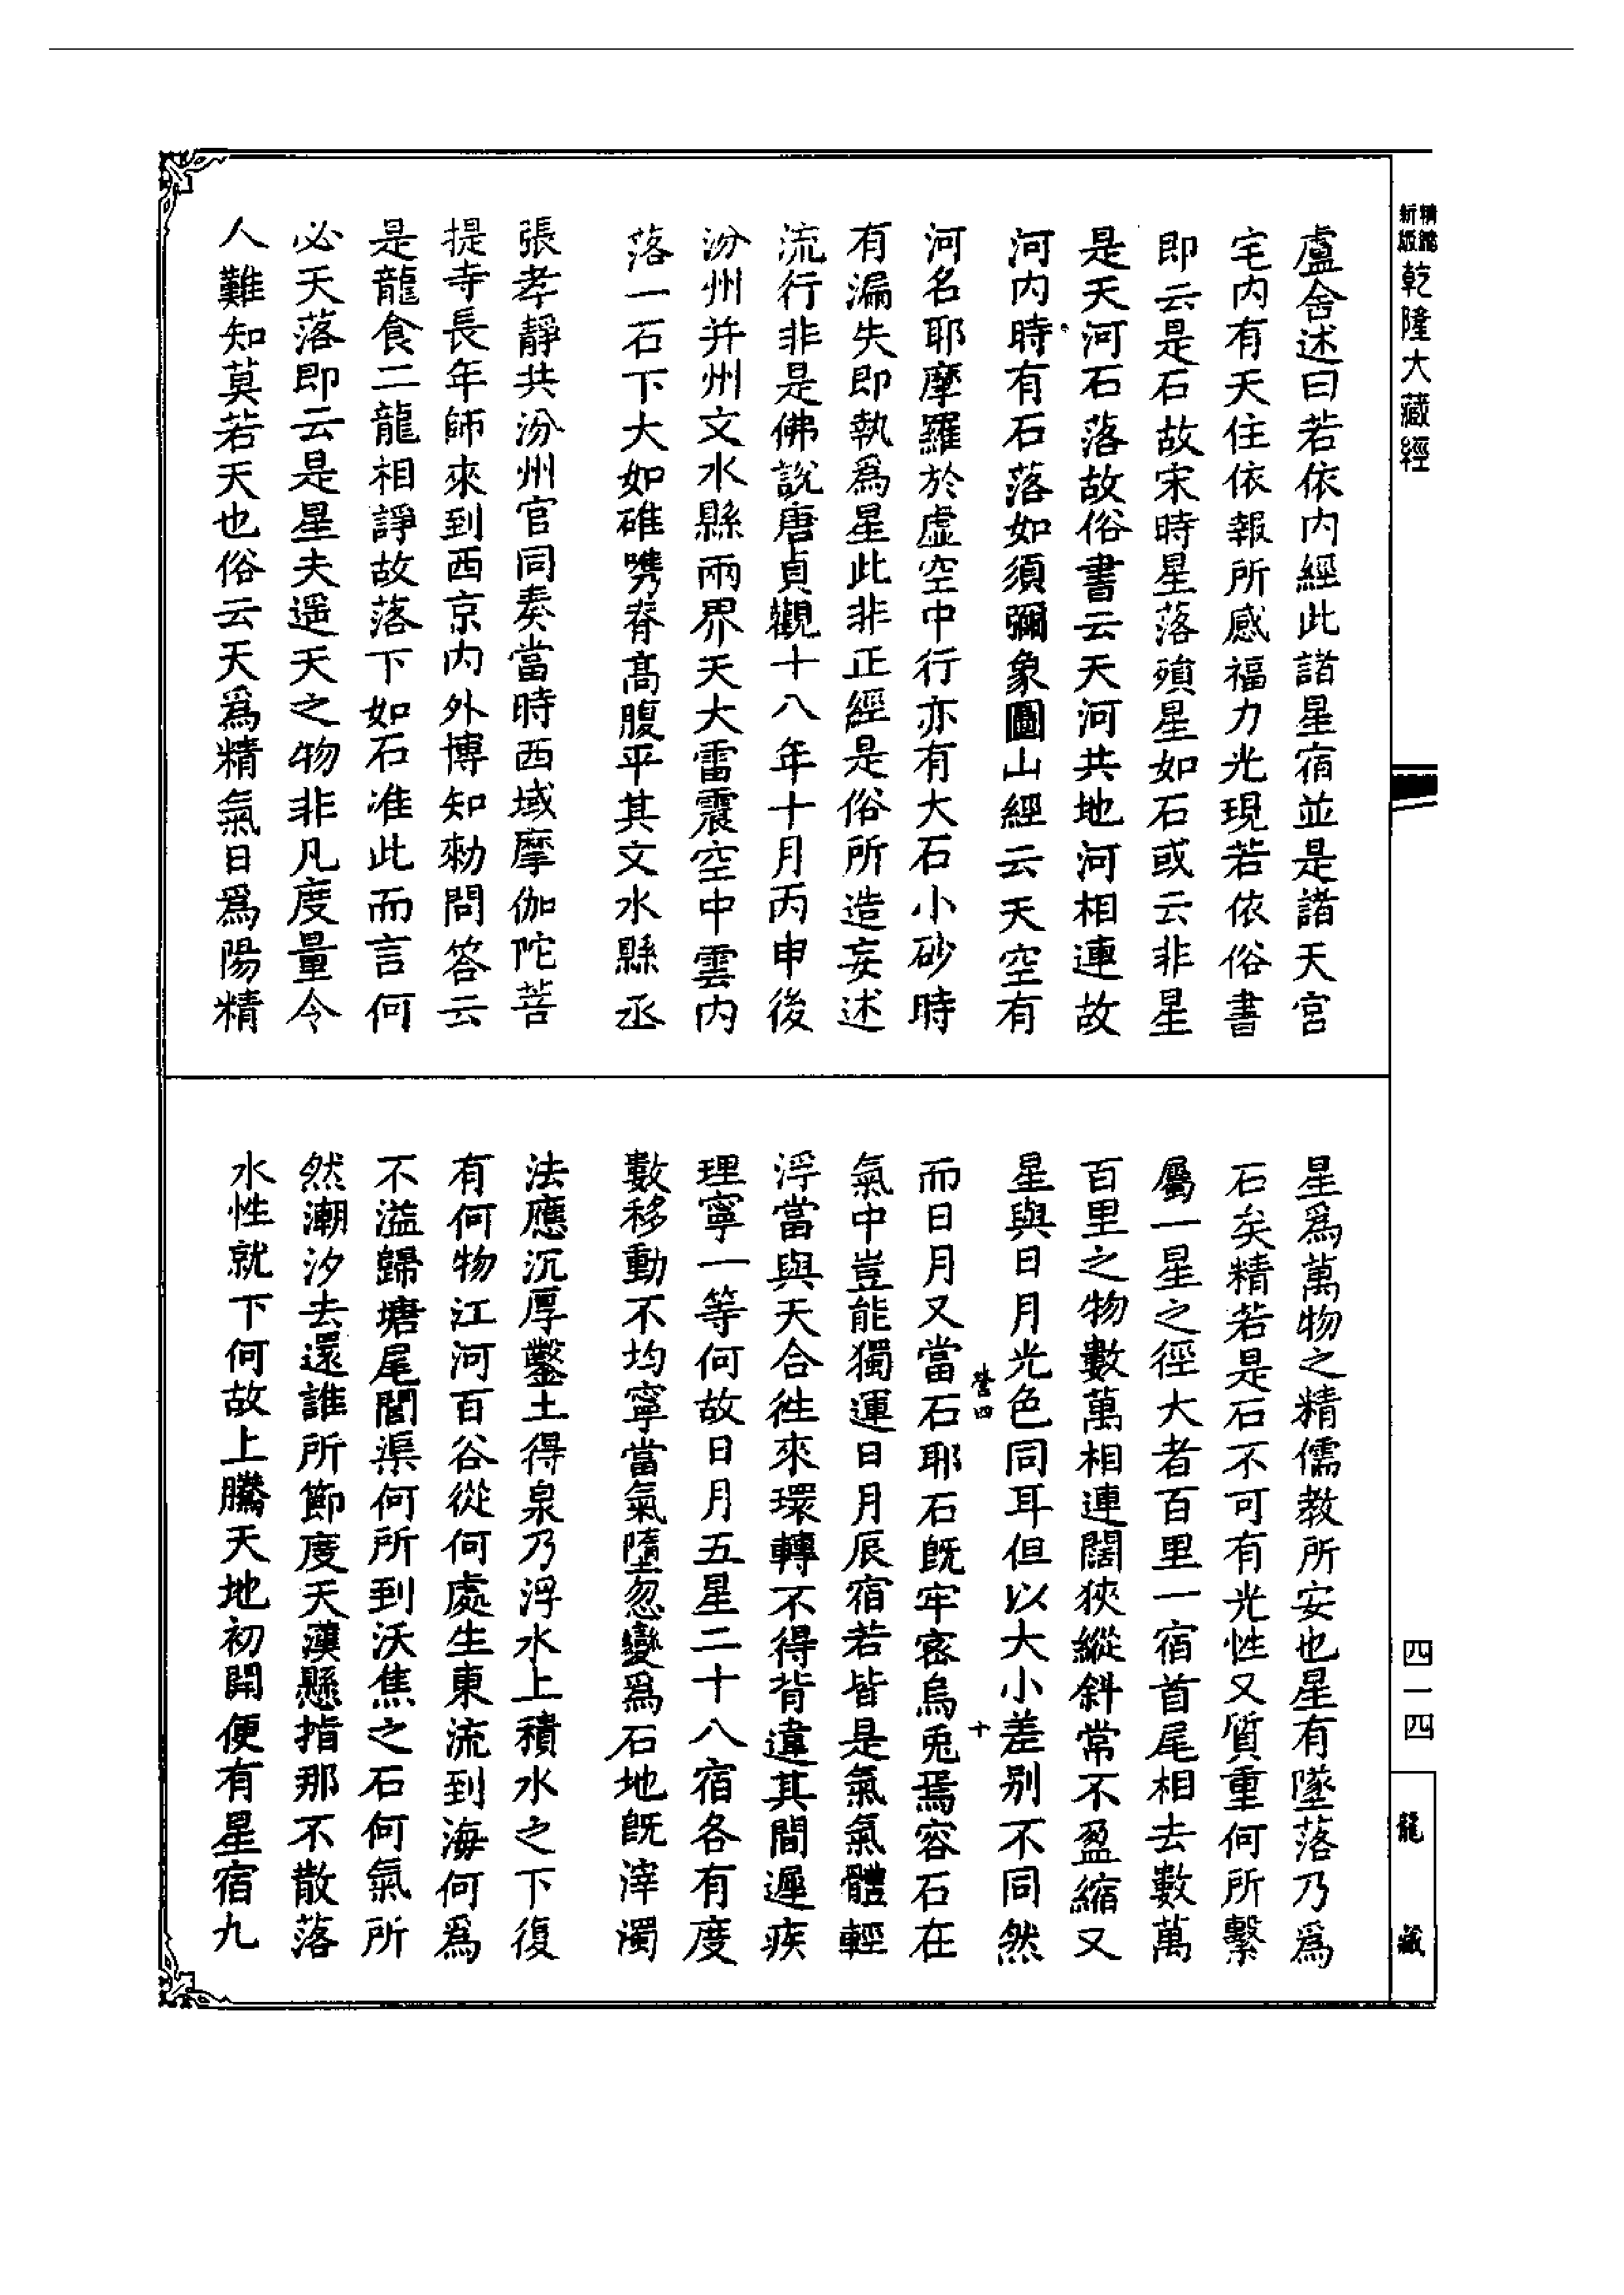 精縮新版
乾隆大藏經
盧舍述曰若依內經此諸星宿並是諸天宮
宅內有天住依報所感福力光現若依俗書
即云是石故宋時星落殞星如石或云非星
是天河石落故俗書云天河共地河相連故
河內時有石落如須彌象圖山經云天空有
河名耶摩羅於虛空中行亦有大石小砂時
有漏失即執為星此非正經是俗所造妄述
流行非是佛說唐貞觀十八年十月丙申後
汾州并州文水縣兩界天大雷震空中雲內
落一石下大如碓㩗脊高腹平其文水縣丞
張孝靜共汾州官同奏當時西域摩伽陀菩
提寺長年師來到西京內外博知勑問答云
是龍食二龍相諍故落下如石准此而言何
必天落即云是星夫遥天之物非凡度量令
人難知莫若天也俗云天為精氣日為陽精
星為萬物之精儒教所安也星有墜落乃為
石矣精若是石不可有光性又質重何所繫
屬一星之徑大者百里一宿首尾相去數萬
百里之物數萬相連闊狹縱斜常不盈縮又
星與日月光色同耳但以大小差別不同然
營四 十
而日月又當石耶石既牢密烏兎焉容石在
氣中豈能獨運日月辰宿若皆是氣氣體輕
浮當與天合徃來環轉不得背違其間遲疾
理寧一等何故日月五星二十八宿各有度
數移動不均寧當氣墮忽變為石地既滓濁
法應沉厚鑿土得泉乃浮水上積水之下復
有何物江河百谷從何處生東流到海何為
不溢歸塘尾閭渠何所到沃焦之石何氣所
然潮汐去還誰所節度天漢懸指那不散落
水性就下何故上騰天地初開便有星宿九
四一四
龍藏